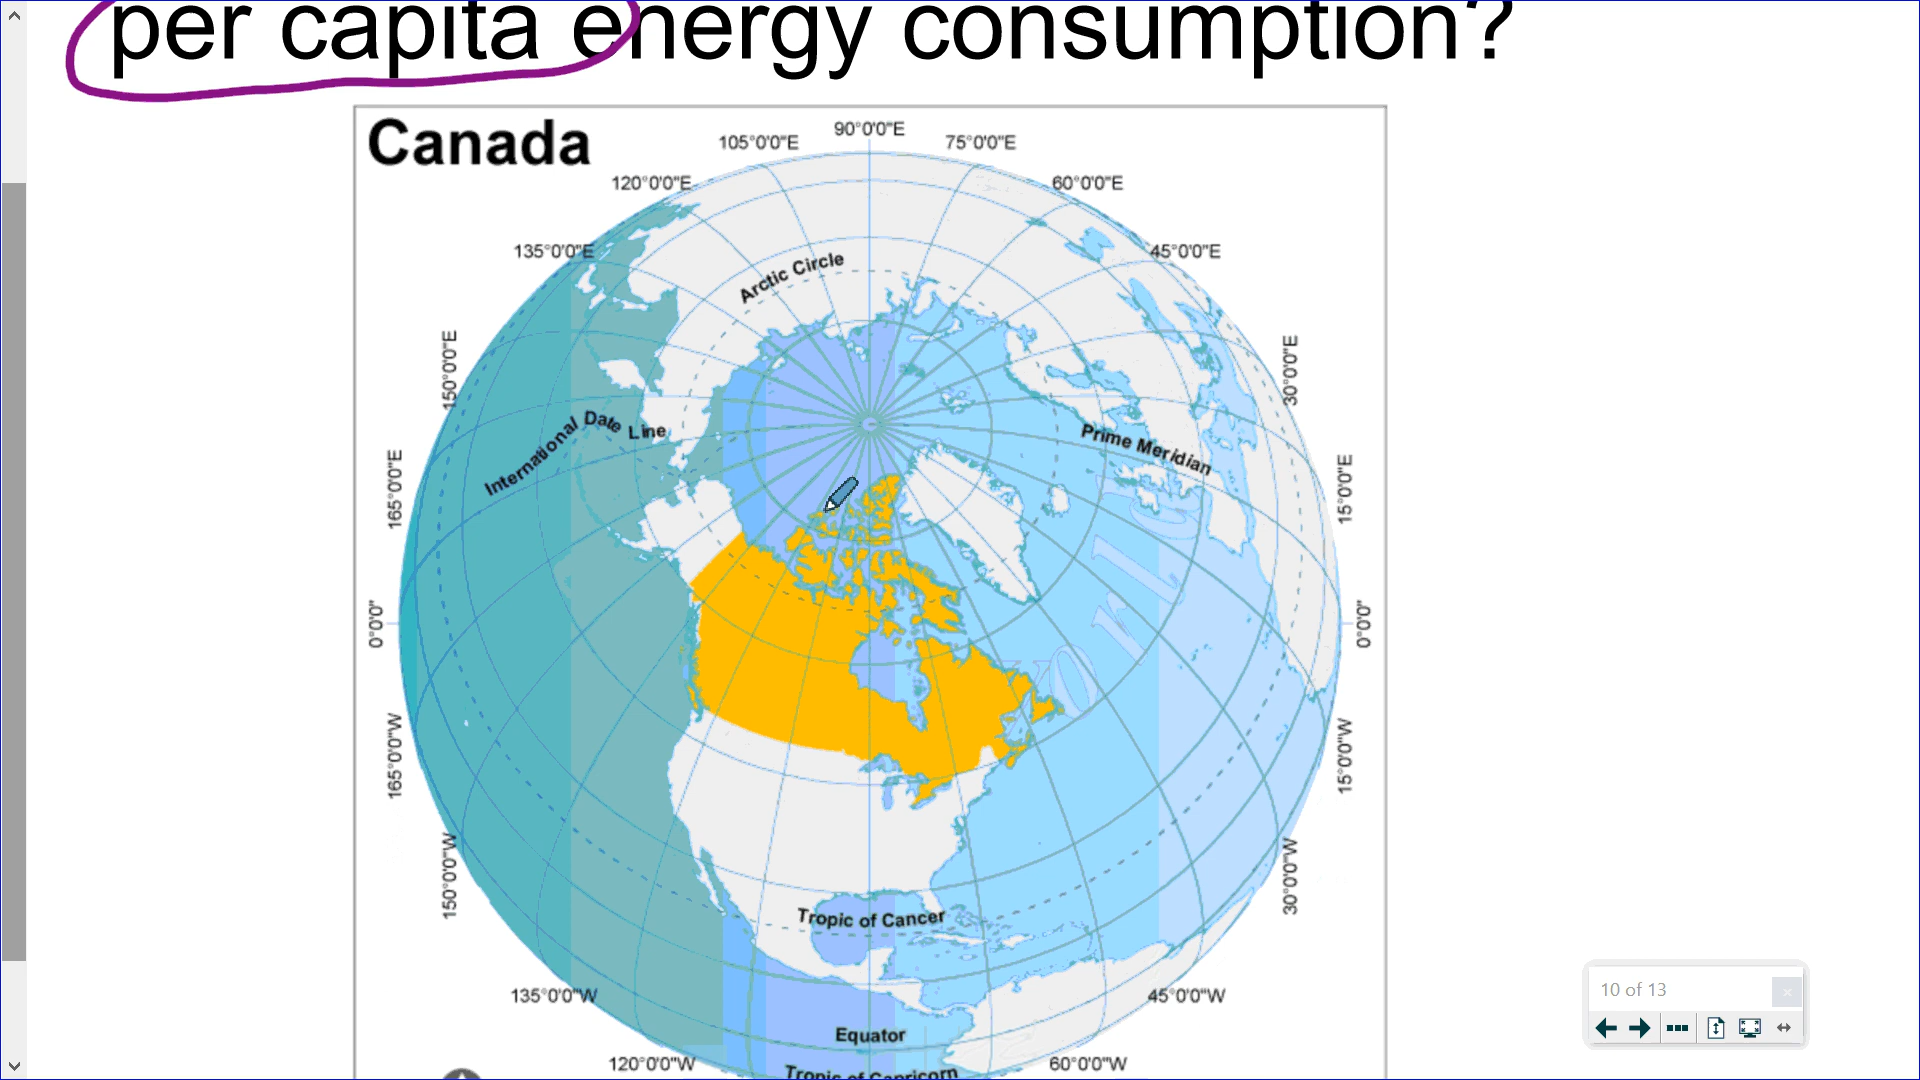 per capita energy consumption?
Canada
90°0'0"E
105°0'0"E
75°0'0"E
120°0'0"E
60°0'0"E
135°0'0"E
45°0'0"E
Arctic Circle
150°0'0"E
30°0'0"E
International Date Line
Prime Meridian
165°0'0"E
15°0'0"E
0°0'0"
0°0'0"
165°0'0"W
15°0'0"W
150°0'0"W
30°0'0"W
Tropic of Cancer
135°0'0"W
45°0'0"W
Equator
120°0'0"W
60°0'0"W
Tropic of Capricorn
10 of 13